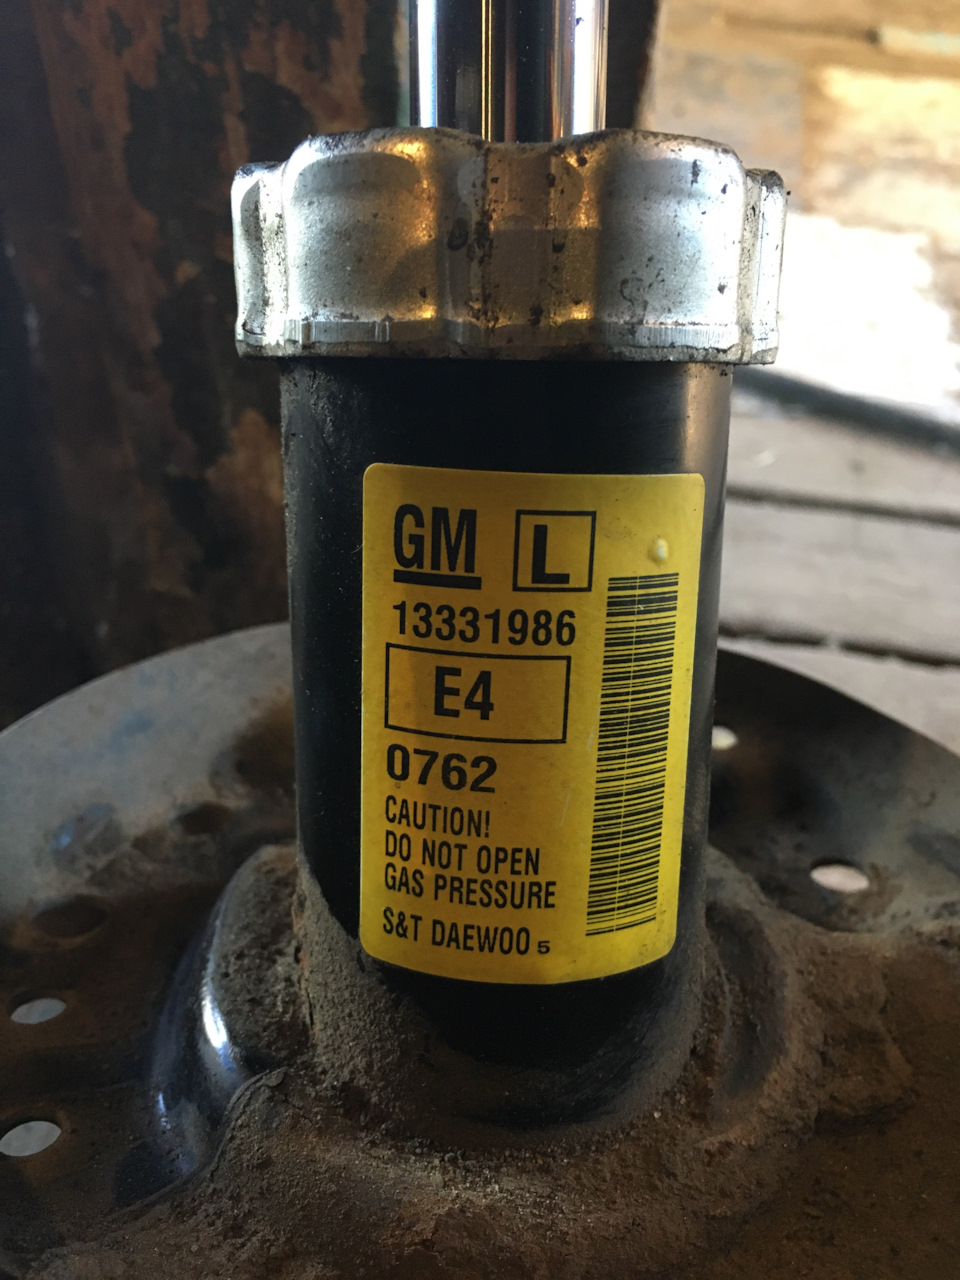 GM L
13331986
E4
0762
CAUTION!
DO NOT OPEN
GAS PRESSURE
S&T DAEWOO 5